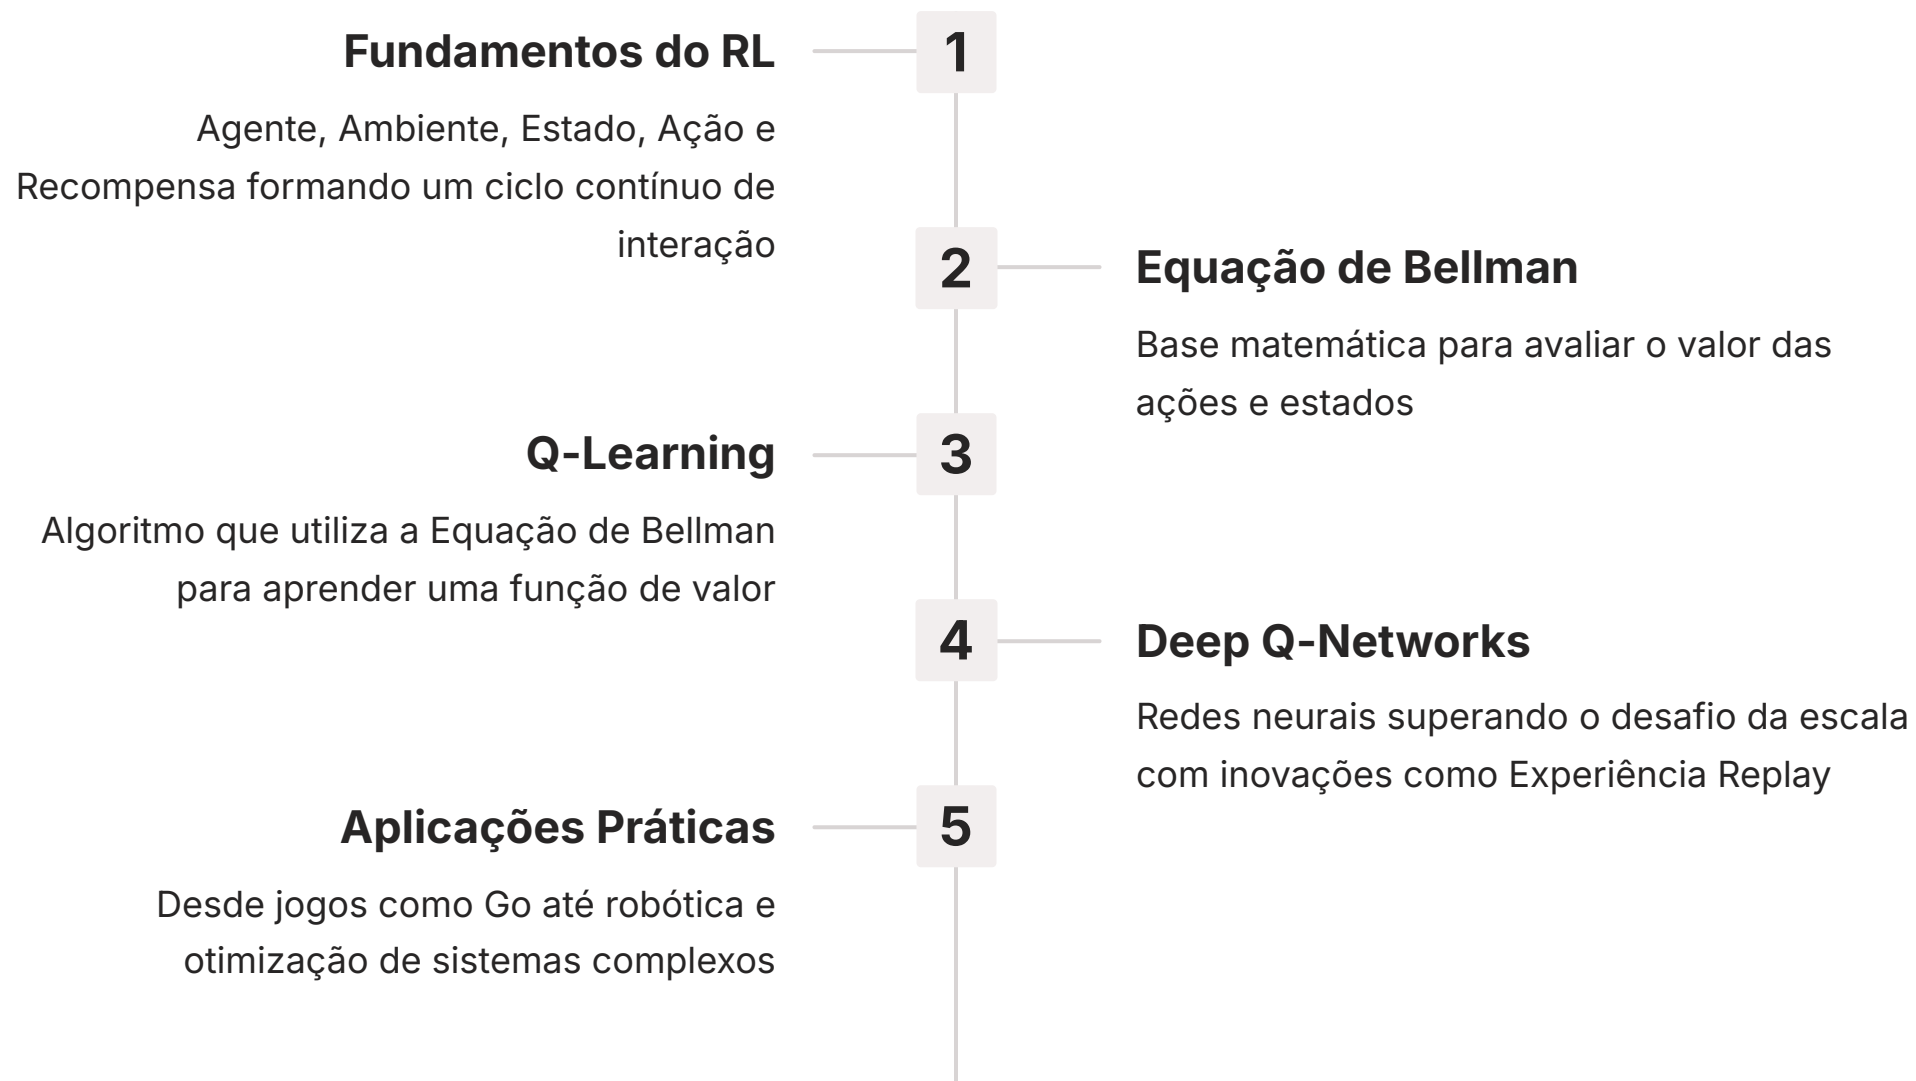 Fundamentos do RL
1
Agente, Ambiente, Estado, Ação e
Recompensa formando um ciclo contínuo de
interação
2
Equação de Bellman
Base matemática para avaliar o valor das
ações e estados
Q-Learning
3
Algoritmo que utiliza a Equação de Bellman
para aprender uma função de valor
4
Deep Q-Networks
Redes neurais superando o desafio da escala
com inovações como Experiência Replay
Aplicações Práticas
5
Desde jogos como Go até robótica e
otimização de sistemas complexos